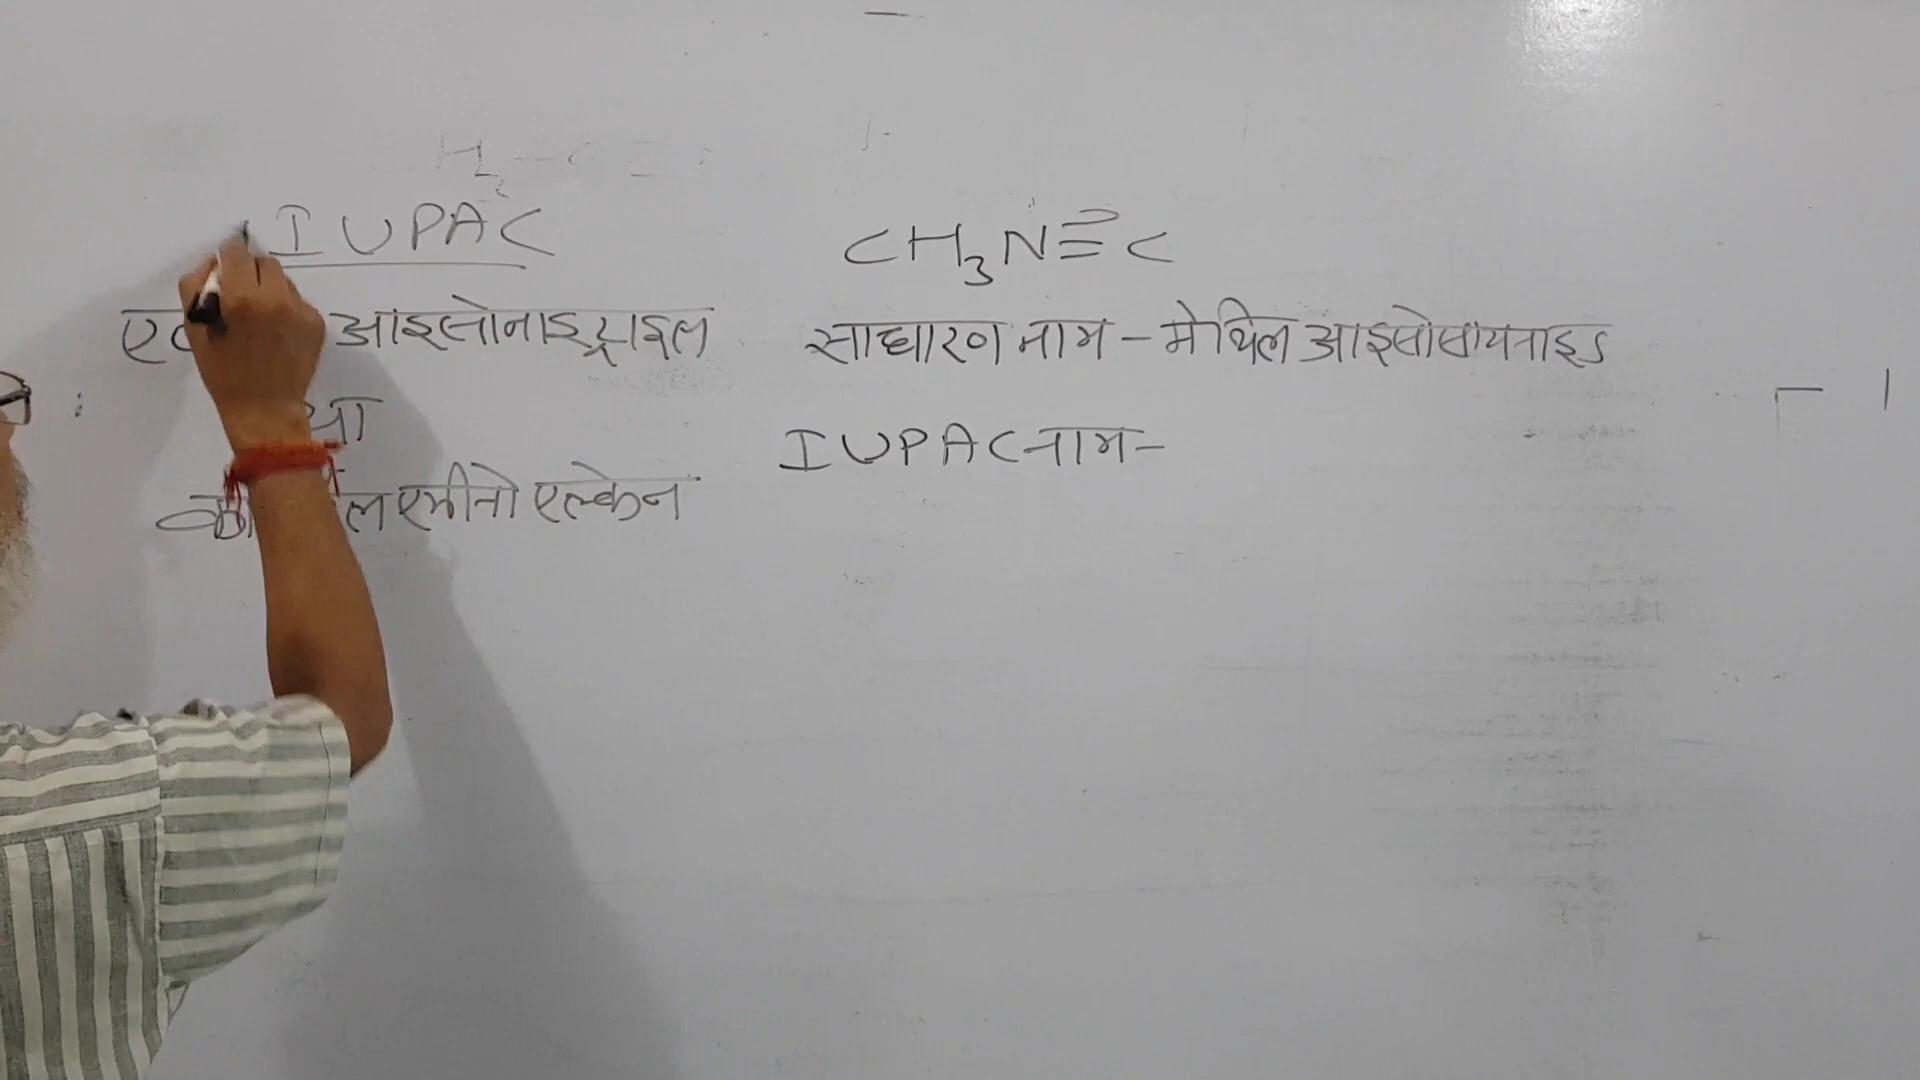 IUPAC
आइसोनाइट्राइल
या
एमीनो एल्केन
CH₃N≡C
साधारण नाम - मेथिल आइसोसायनाइड
IUPAC नाम -